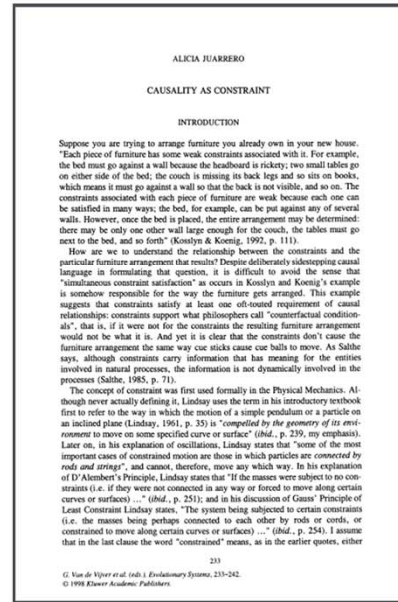 ALICIA JUARRERO
CAUSALITY AS CONSTRAINT
INTRODUCTION
Suppose you are trying to arrange furniture you already own in your new house.
"Each piece of furniture has some weak constraints associated with it. For example,
the bed must go against a wall because the headboard is rickety; two small tables go
on either side of the bed; the couch is missing its back legs and so sits on books,
which means it must go against a wall so that the back is not visible, and so on. The
constraints associated with each piece of furniture are weak because each one can
be satisfied in many ways; the bed, for example, can be put against any of several
walls. However, once the bed is placed, the entire arrangement may be determined:
there may be only one other wall large enough for the couch, the tables must go
next to the bed, and so forth" (Kosslyn & Koenig, 1992, p. 111).
How are we to understand the relationship between the constraints and the
particular furniture arrangement that results? Despite deliberately sidestepping causal
language in formulating that question, it is difficult to avoid the sense that
"simultaneous constraint satisfaction" as occurs in Kosslyn and Koenig's example
is somehow responsible for the way the furniture gets arranged. This example
suggests that constraints satisfy at least one oft-touted requirement of causal
relationships: constraints support what philosophers call "counterfactual condition-
als", that is, if it were not for the constraints the resulting furniture arrangement
would not be what it is. And yet it is clear that the constraints don't cause the
furniture arrangement the same way cue sticks cause cue balls to move. As Salthe
says, although constraints carry information that has meaning for the entities
involved in natural processes, the information is not dynamically involved in the
processes (Salthe, 1985, p. 71).
The concept of constraint was first used formally in the Physical Mechanics. Al-
though never actually defining it, Lindsay uses the term in his introductory textbook
first to refer to the way in which the motion of a simple pendulum or a particle on
an inclined plane (Lindsay, 1961, p. 35) is "compelled by the geometry of its envi-
ronment to move on some specified curve or surface" (ibid., p. 239, my emphasis).
Later on, in his explanation of oscillations, Lindsay states that "some of the most
important cases of constrained motion are those in which particles are connected by
rods and strings", and cannot, therefore, move any which way. In his explanation
of D'Alembert's Principle, Lindsay states that "If the masses were subject to no con-
straints (i.e. if they were not connected in any way or forced to move along certain
curves or surfaces) ..." (ibid., p. 251); and in his discussion of Gauss' Principle of
Least Constraint Lindsay states, "The system being subjected to certain constraints
(i.e. the masses being perhaps connected to each other by rods or cords, or
constrained to move along certain curves or surfaces) ..." (ibid., p. 254). I assume
that in the last clause the word "constrained" means, as in the earlier quotes, either
233
G. Van de Vijver et al. (eds.), Evolutionary Systems, 233–242.
© 1998 Kluwer Academic Publishers.